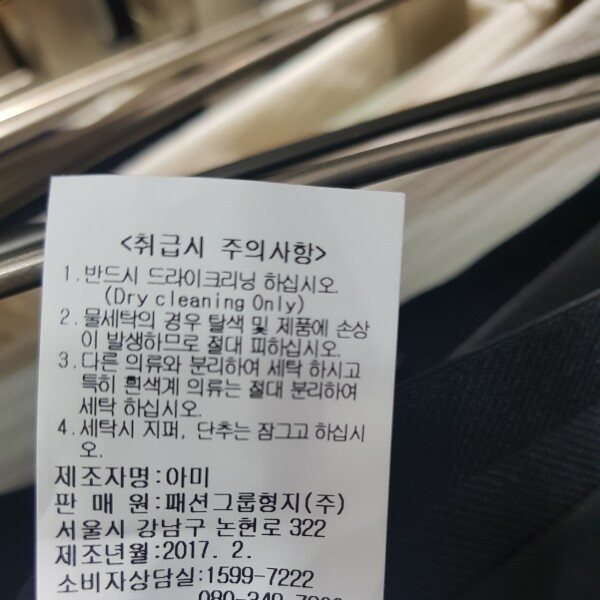 <취급시 주의사항>
1.반드시 드라이크리닝 하십시오.
(Dry cleaning Only)
2.물세탁의 경우 탈색 및 제품에 손상
이 발생하므로 절대 피하십시오.
3.다른 의류와 분리하여 세탁 하시고
특히 흰색계 의류는 절대 분리하여
세탁 하십시오.
4.세탁시 지퍼, 단추는 잠그고 하십시
오.
제조자명:아미
판 매 원:패션그룹형지(주)
서울시 강남구 논현로 322
제조년월:2017. 2.
소비자상담실:1599-7222